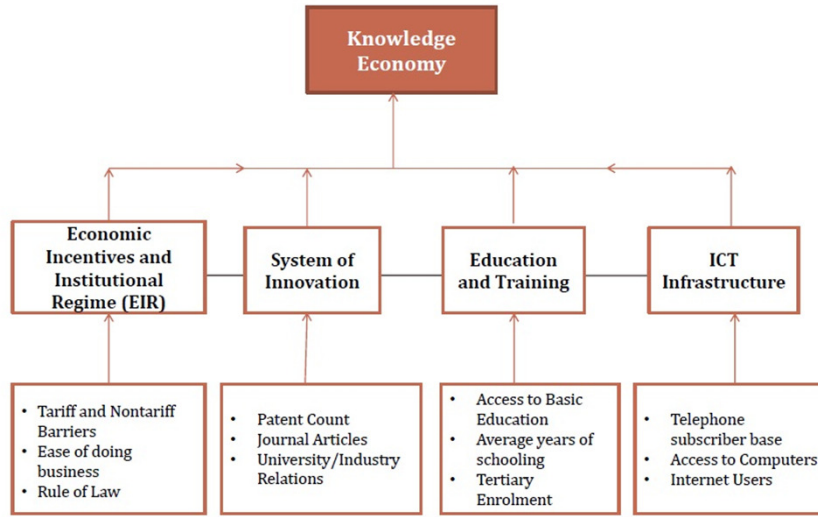 Knowledge
Economy
Economic
Incentives and
Institutional
Regime (EIR)
System of
Innovation
Education
and Training
ICT
Infrastructure
• Tariff and Nontariff
Barriers
• Ease of doing
business
• Rule of Law
• Patent Count
• Journal Articles
• University/Industry
Relations
• Access to Basic
Education
• Average years of
schooling
• Tertiary
Enrolment
• Telephone
subscriber base
• Access to Computers
• Internet Users